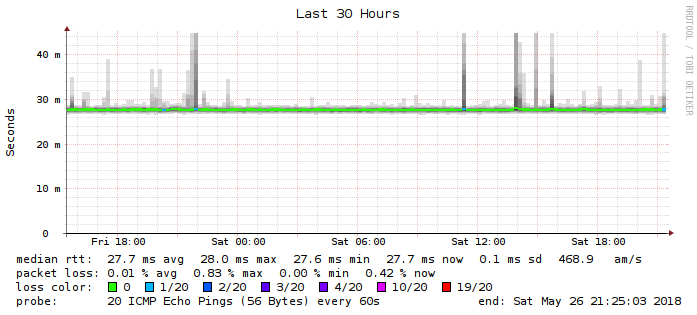 Last 30 Hours
RRDTOOL / TOBI OETIKER
Seconds
40 m
30 m
20 m
10 m
0
Fri 18:00 Sat 00:00 Sat 06:00 Sat 12:00 Sat 18:00
median rtt: 27.7 ms avg 28.0 ms max 27.6 ms min 27.7 ms now 0.1 ms sd 468.9 am/s
packet loss: 0.01 % avg 0.83 % max 0.00 % min 0.42 % now
loss color: 0 1/20 2/20 3/20 4/20 10/20 19/20
probe: 20 ICMP Echo Pings (56 Bytes) every 60s end: Sat May 26 21:25:03 2018